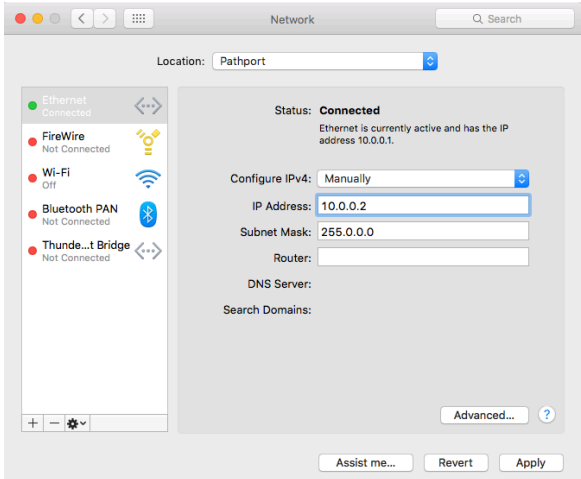 Network
Search
Location: Pathport
Ethernet
Connected
FireWire
Not Connected
Wi-Fi
Off
Bluetooth PAN
Not Connected
Thunde...t Bridge
Not Connected
Status: Connected
Ethernet is currently active and has the IP
address 10.0.0.1.
Configure IPv4: Manually
IP Address: 10.0.0.2
Subnet Mask: 255.0.0.0
Router:
DNS Server:
Search Domains:
Advanced... ?
Assist me... Revert Apply